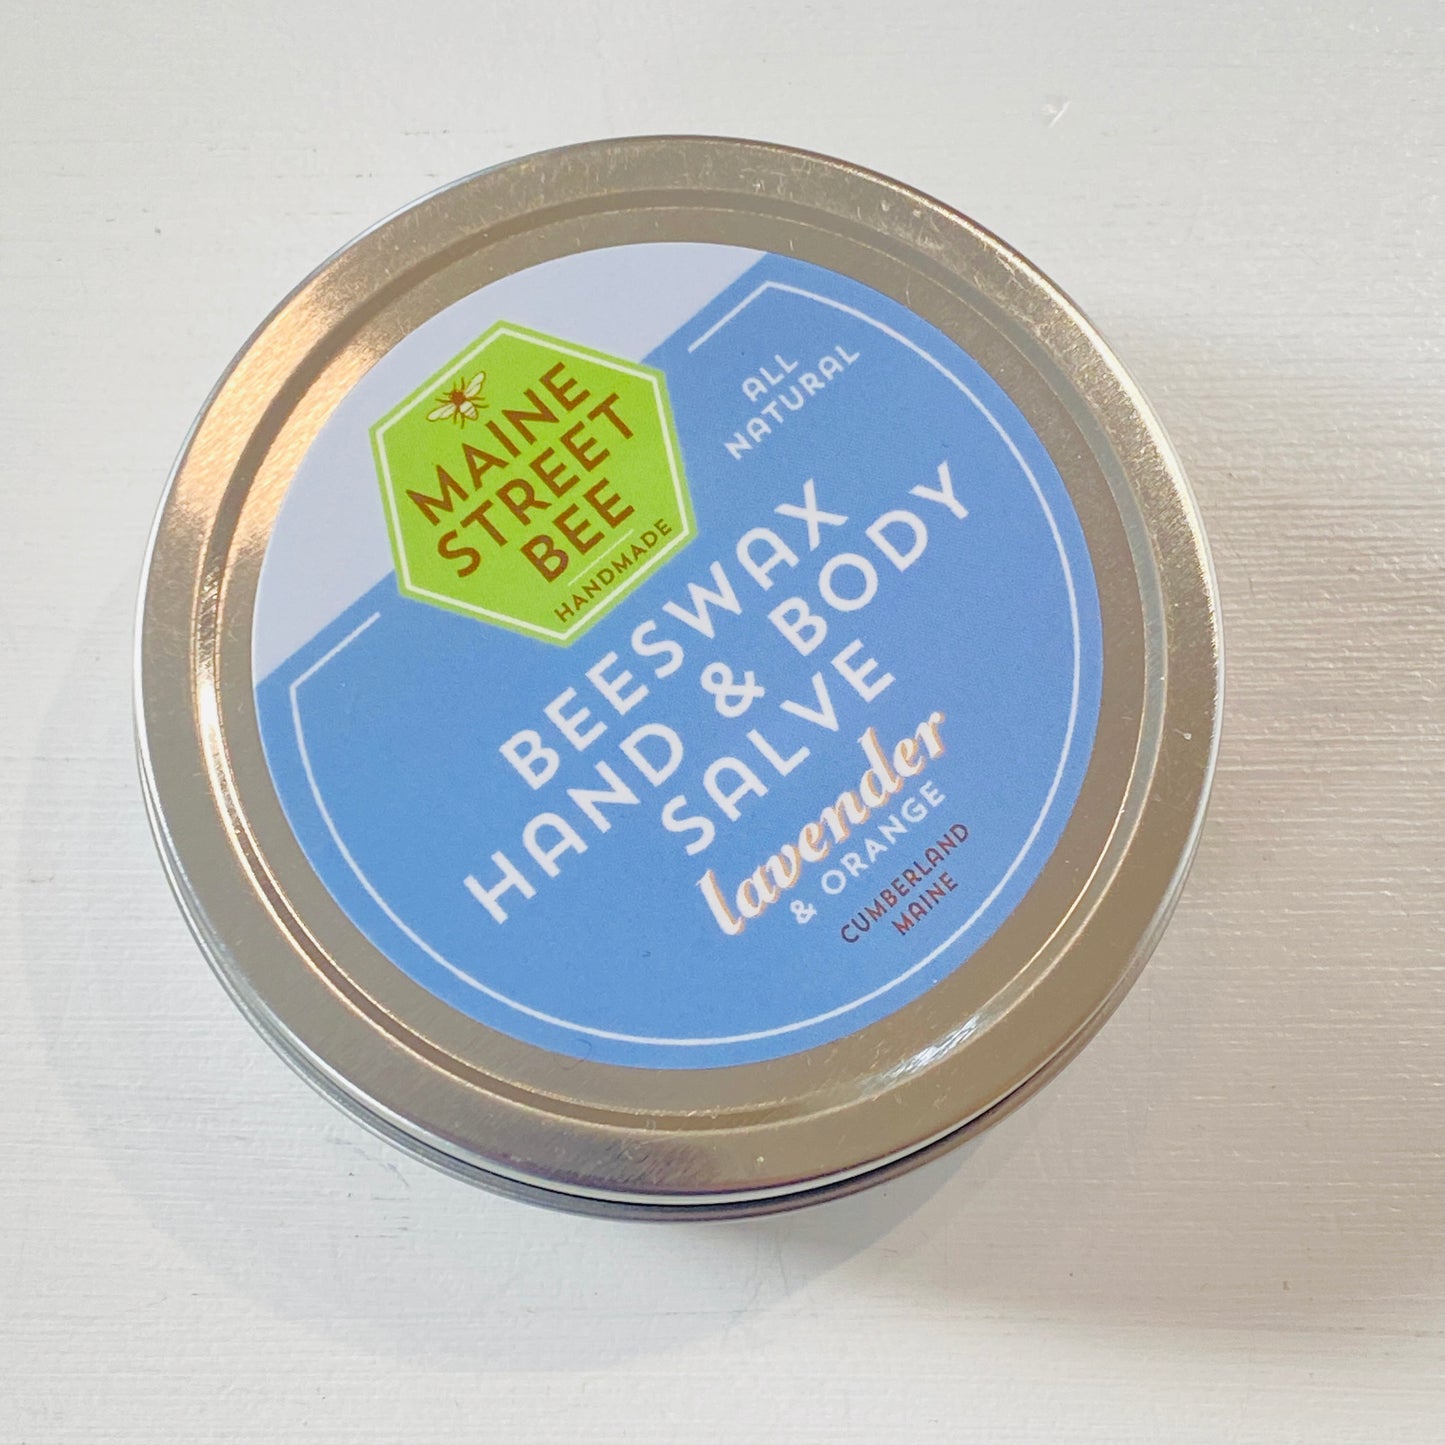 MAINE
STREET
BEE
HANDMADE
ALL
NATURAL
BEESWAX
HAND & BODY
SALVE
lavender
& ORANGE
CUMBERLAND
MAINE